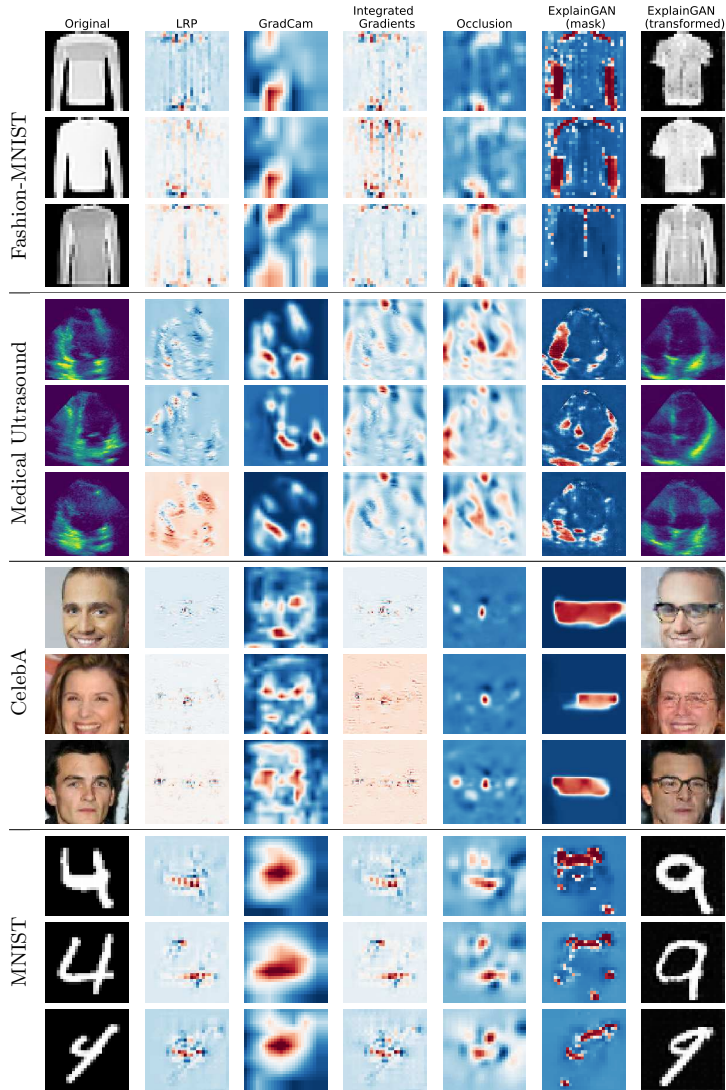 Original
LRP
GradCam
Integrated
Gradients
Occlusion
ExplainGAN
(mask)
ExplainGAN
(transformed)
Fashion-MNIST
Medical Ultrasound
CelebA
MNIST